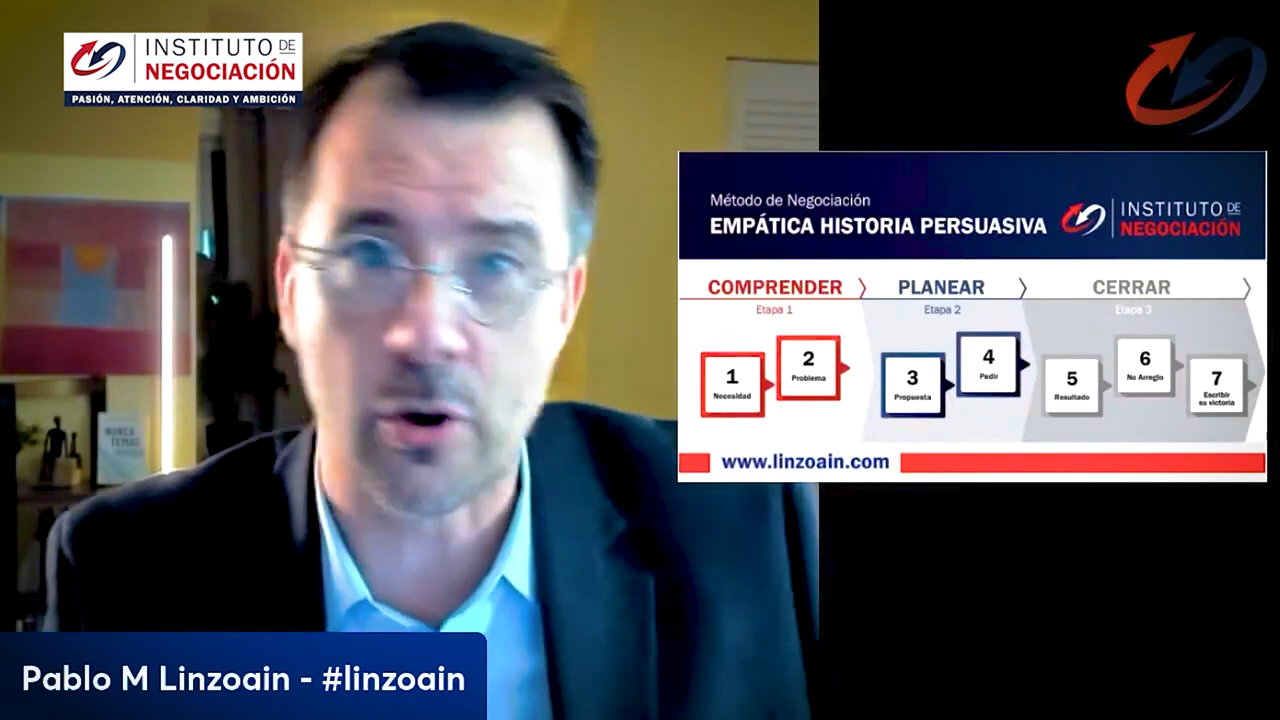 INSTITUTO DE
NEGOCIACIÓN
PASIÓN, ATENCIÓN, CLARIDAD Y AMBICIÓN
NUNCA
TEMAS
Método de Negociación
EMPÁTICA HISTORIA PERSUASIVA
INSTITUTO DE
NEGOCIACIÓN
COMPRENDER
Etapa 1
PLANEAR
Etapa 2
CERRAR
Etapa 3
1
Necesidad
2
Problema
3
Propuesta
4
Pedir
5
Resultado
6
No Arreglo
7
Escribir
su victoria
www.linzoain.com
Pablo M Linzoain - #linzoain